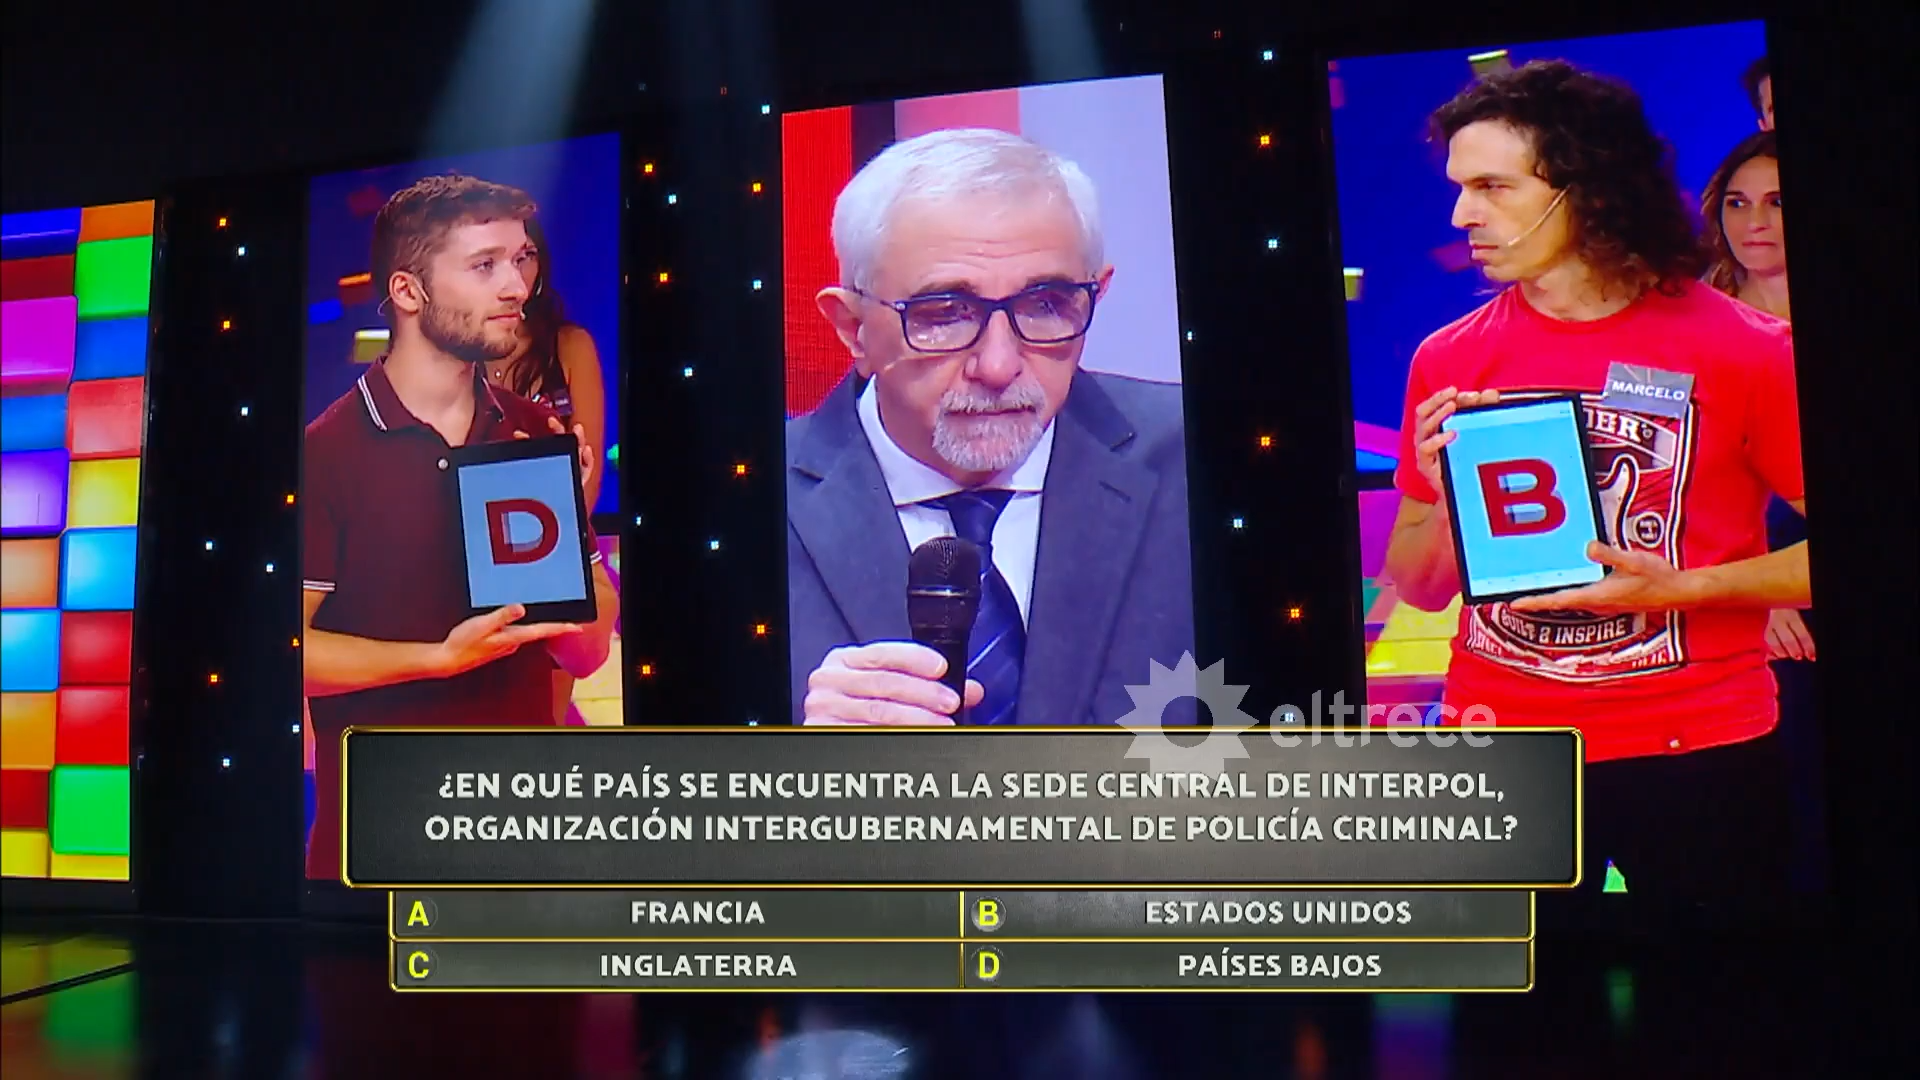 D
MARCELO
B
BUILT 2 INSPIRE
eltrece
¿EN QUÉ PAÍS SE ENCUENTRA LA SEDE CENTRAL DE INTERPOL,
ORGANIZACIÓN INTERGUBERNAMENTAL DE POLICÍA CRIMINAL?
A FRANCIA
B ESTADOS UNIDOS
C INGLATERRA
D PAÍSES BAJOS